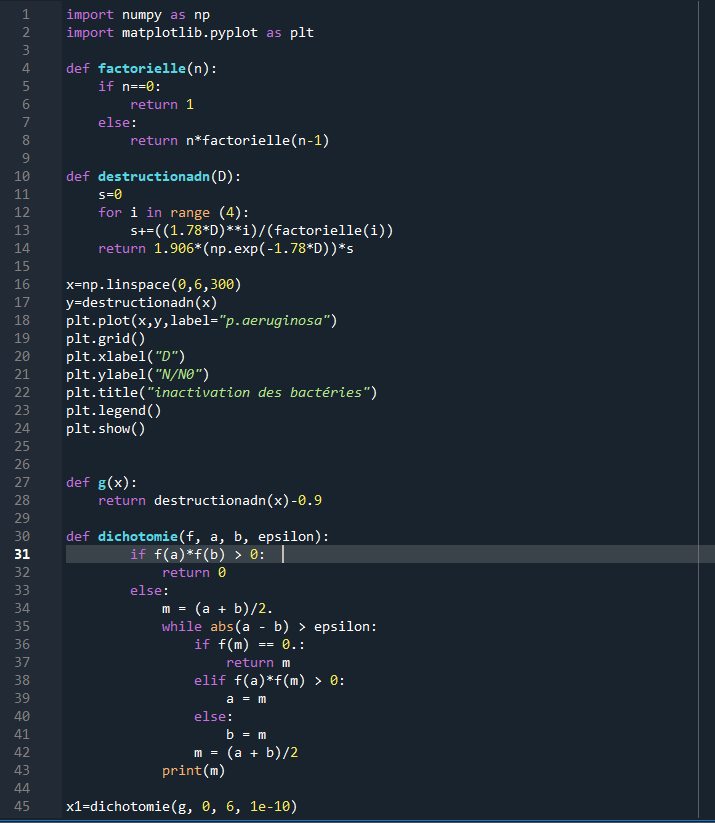 1 import numpy as np
2 import matplotlib.pyplot as plt
3
4 def factorielle(n):
5     if n==0:
6         return 1
7     else:
8         return n*factorielle(n-1)
9
10 def destructionadn(D):
11     s=0
12     for i in range (4):
13         s+=((1.78*D)**i)/(factorielle(i))
14     return 1.906*(np.exp(-1.78*D))*s
15
16 x=np.linspace(0,6,300)
17 y=destructionadn(x)
18 plt.plot(x,y,label="p.aeruginosa")
19 plt.grid()
20 plt.xlabel("D")
21 plt.ylabel("N/N0")
22 plt.title("inactivation des bactéries")
23 plt.legend()
24 plt.show()
25
26
27 def g(x):
28     return destructionadn(x)-0.9
29
30 def dichotomie(f, a, b, epsilon):
31         if f(a)*f(b) > 0:
32             return 0
33         else:
34             m = (a + b)/2.
35             while abs(a - b) > epsilon:
36                 if f(m) == 0.:
37                     return m
38                 elif f(a)*f(m) > 0:
39                     a = m
40                 else:
41                     b = m
42                 m = (a + b)/2
43             print(m)
44
45 x1=dichotomie(g, 0, 6, 1e-10)